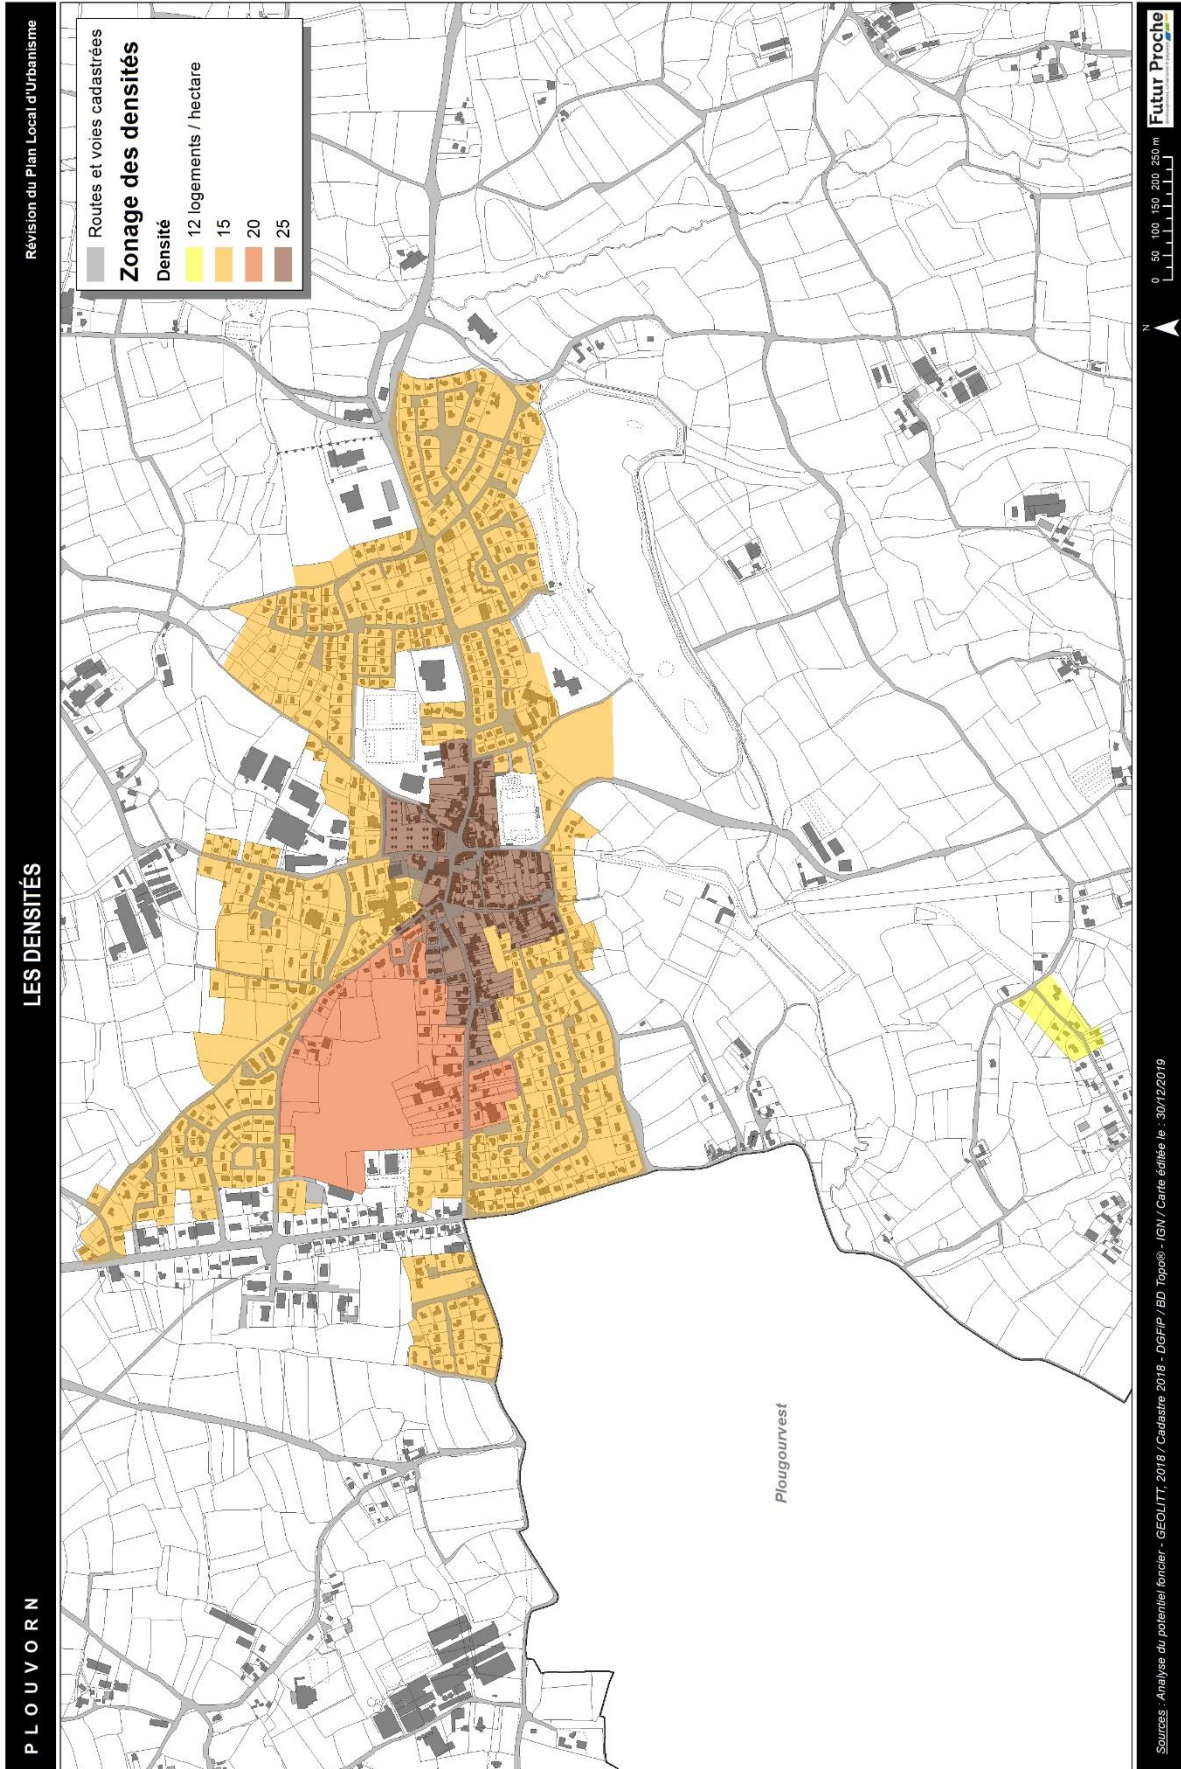 PLOUVORN
LES DENSITÉS
Révision du Plan Local d'Urbanisme
Routes et voies cadastrées
Zonage des densités
Densité
12 logements / hectare
15
20
25
Plougourvest
Sources : Analyse du potentiel foncier - GEOLITT, 2018 / Cadastre 2018 - DGFiP / BD Topo® - IGN / Carte éditée le : 30/12/2019
N
0 50 100 150 200 250 m
Futur Proche